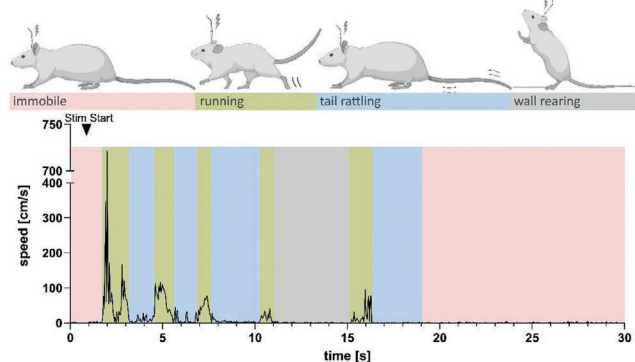 immobile running tail rattling wall rearing
Stim Start
750
700
400
300
200
100
0
speed [cm/s]
0 5 10 15 20 25 30
time [s]